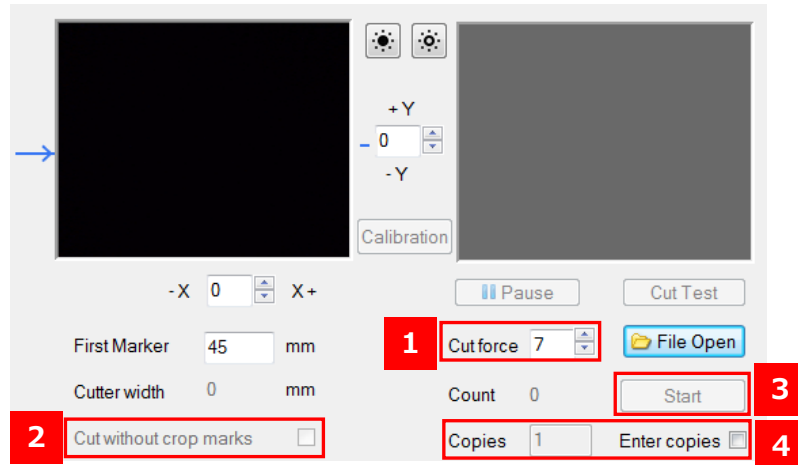 + Y
0
- Y
Calibration
- X 0 X +
Pause Cut Test
First Marker 45 mm
1 Cut force 7 File Open
Cutter width 0 mm
Count 0 Start 3
2 Cut without crop marks
Copies 1 Enter copies 4